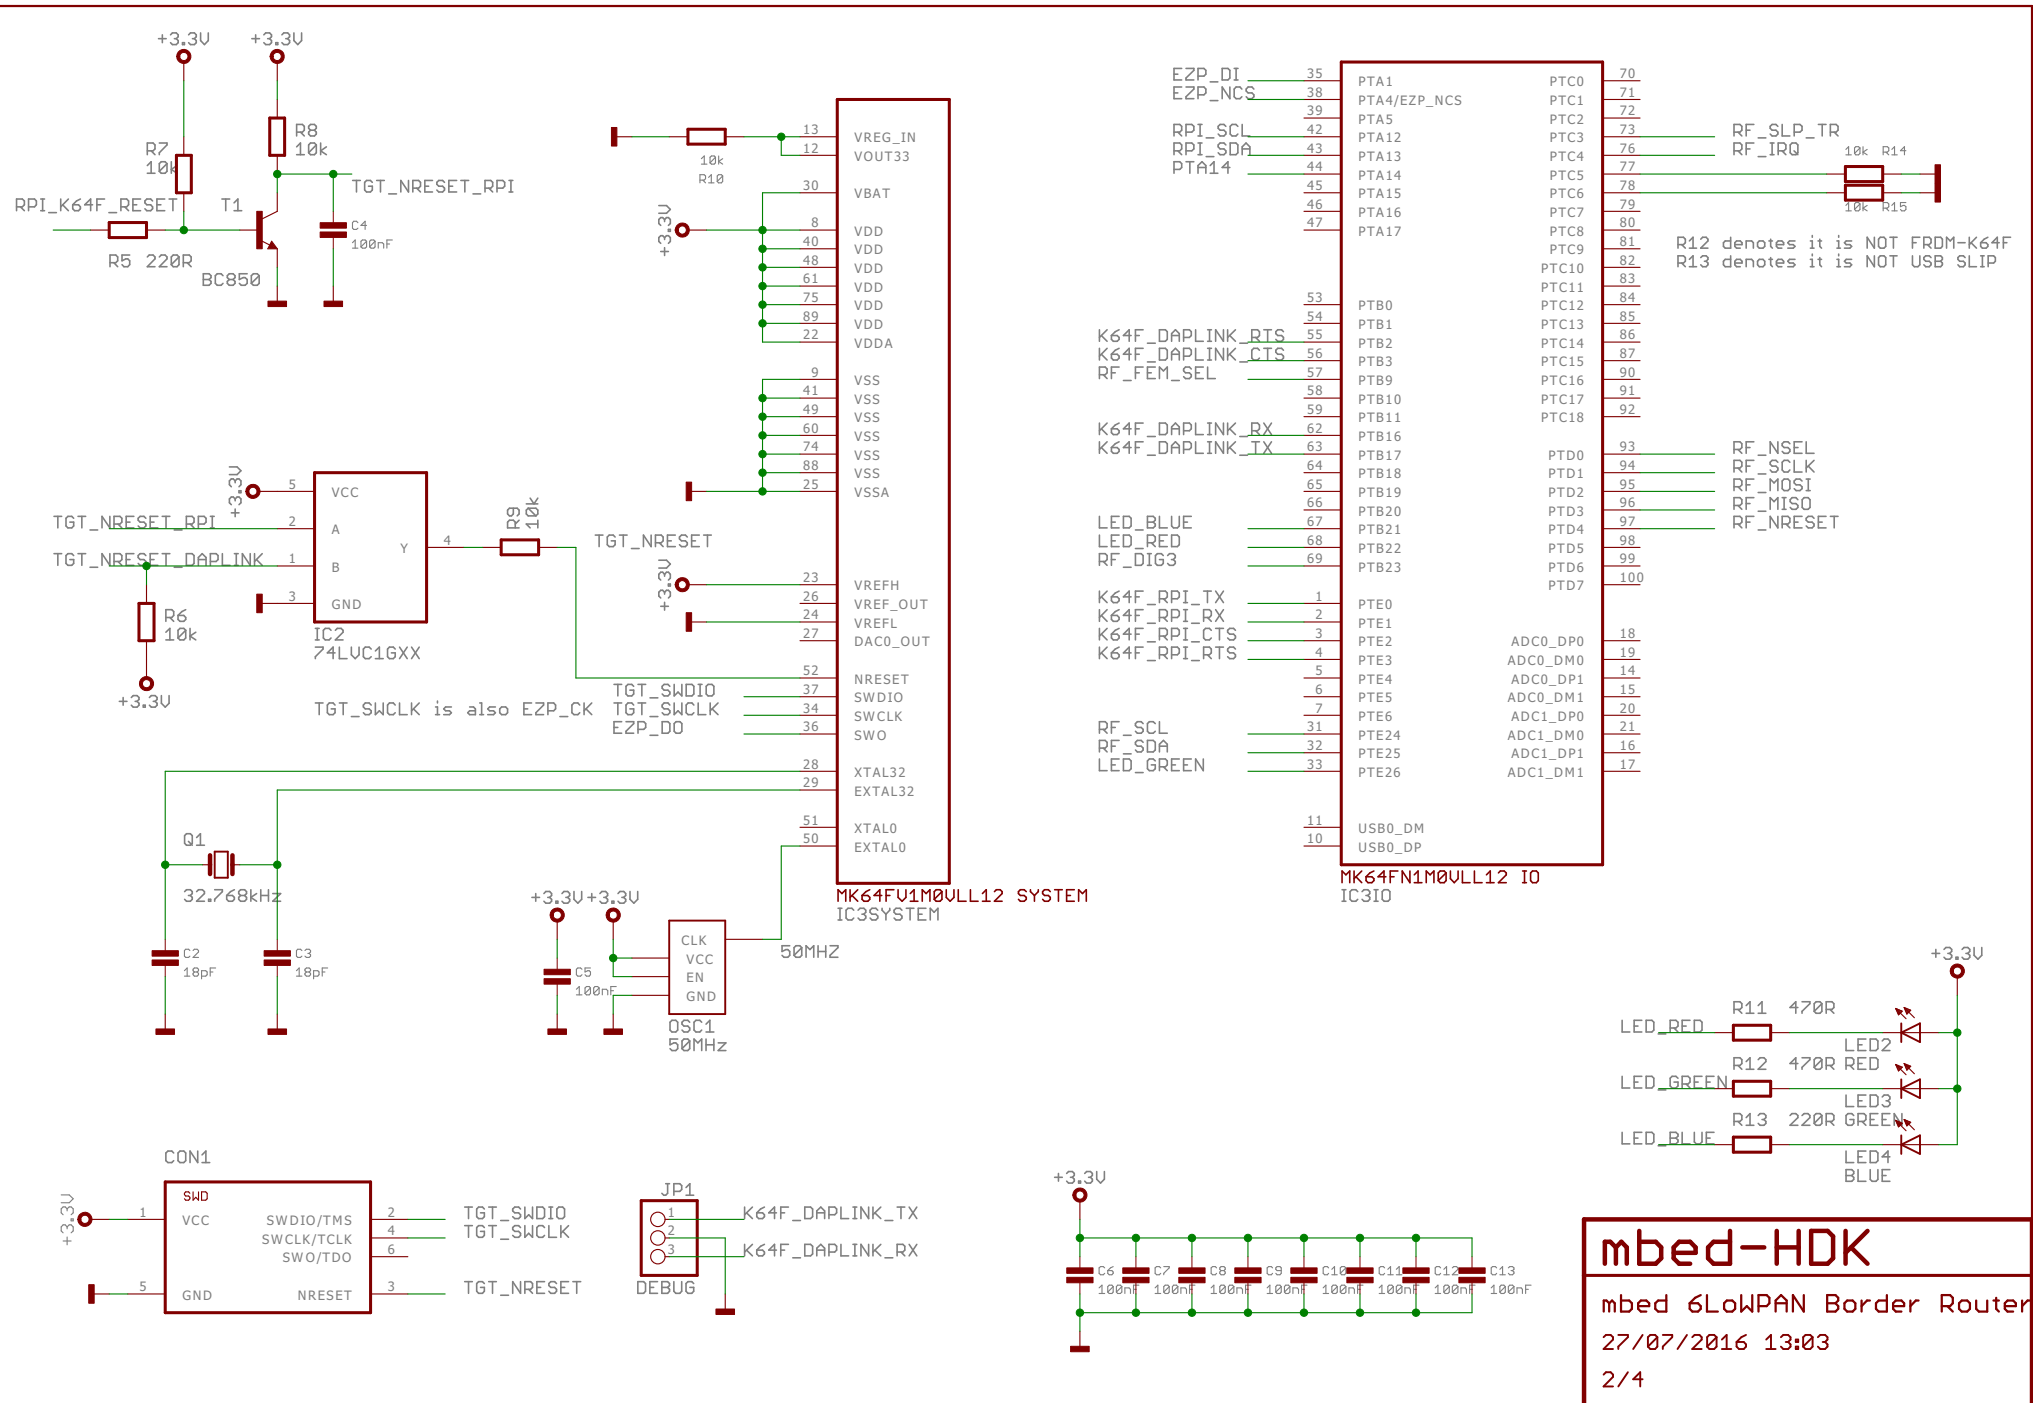 +3.3V
+3.3V
R7
10k
R8
10k
TGT_NRESET_RPI
RPI_K64F_RESET
T1
R5 220R
BC850
C4
100nF
10k
R10
+3.3V
13 VREG_IN
12 VOUT33
30 VBAT
8 VDD
40 VDD
48 VDD
61 VDD
75 VDD
89 VDD
22 VDDA
9 VSS
41 VSS
49 VSS
60 VSS
74 VSS
88 VSS
25 VSSA
23 VREFH
26 VREF_OUT
24 VREFL
27 DAC0_OUT
52 NRESET
37 SWDIO
34 SWCLK
36 SWO
28 XTAL32
29 EXTAL32
51 XTAL0
50 EXTAL0
MK64FV1M0VLL12 SYSTEM
IC3SYSTEM
+3.3V
5 VCC
TGT_NRESET_RPI
2 A
TGT_NRESET_DAPLINK
1 B
3 GND
Y 4
R9
10k
TGT_NRESET
+3.3V
R6
10k
+3.3V
IC2
74LVC1GXX
TGT_SWCLK is also EZP_CK
TGT_SWDIO
TGT_SWCLK
EZP_DO
Q1
32.768kHz
C2
18pF
C3
18pF
+3.3V
+3.3V
C5
100nF
CLK
VCC
EN
GND
50MHZ
OSC1
50MHz
EZP_DI 35 PTA1
EZP_NCS 38 PTA4/EZP_NCS
39 PTA5
RPI_SCL 42 PTA12
RPI_SDA 43 PTA13
PTA14 44 PTA14
45 PTA15
46 PTA16
47 PTA17
53 PTB0
54 PTB1
K64F_DAPLINK_RTS 55 PTB2
K64F_DAPLINK_CTS 56 PTB3
RF_FEM_SEL 57 PTB9
58 PTB10
59 PTB11
K64F_DAPLINK_RX 62 PTB16
K64F_DAPLINK_TX 63 PTB17
64 PTB18
65 PTB19
66 PTB20
LED_BLUE 67 PTB21
LED_RED 68 PTB22
RF_DIG3 69 PTB23
K64F_RPI_TX 1 PTE0
K64F_RPI_RX 2 PTE1
K64F_RPI_CTS 3 PTE2
K64F_RPI_RTS 4 PTE3
5 PTE4
6 PTE5
7 PTE6
RF_SCL 31 PTE24
RF_SDA 32 PTE25
LED_GREEN 33 PTE26
11 USB0_DM
10 USB0_DP
PTC0 70
PTC1 71
PTC2 72
PTC3 73 RF_SLP_TR
PTC4 76 RF_IRQ
PTC5 77
PTC6 78
PTC7 79
PTC8 80
PTC9 81
PTC10 82
PTC11 83
PTC12 84
PTC13 85
PTC14 86
PTC15 87
PTC16 90
PTC17 91
PTC18 92
PTD0 93 RF_NSEL
PTD1 94 RF_SCLK
PTD2 95 RF_MOSI
PTD3 96 RF_MISO
PTD4 97 RF_NRESET
PTD5 98
PTD6 99
PTD7 100
ADC0_DP0 18
ADC0_DM0 19
ADC0_DP1 14
ADC0_DM1 15
ADC1_DP0 20
ADC1_DM0 21
ADC1_DP1 16
ADC1_DM1 17
MK64FN1M0VLL12 IO
IC3IO
10k R14
10k R15
R12 denotes it is NOT FRDM-K64F
R13 denotes it is NOT USB SLIP
+3.3V
LED_RED
R11 470R
LED2
RED
LED_GREEN
R12 470R
LED3
GREEN
LED_BLUE
R13 220R
LED4
BLUE
CON1
SWD
+3.3V
1 VCC
5 GND
SWDIO/TMS 2 TGT_SWDIO
SWCLK/TCLK 4 TGT_SWCLK
SWO/TDO 6
NRESET 3 TGT_NRESET
JP1
1 K64F_DAPLINK_TX
2
3 K64F_DAPLINK_RX
DEBUG
+3.3V
C6 C7 C8 C9 C10 C11 C12 C13
100nF 100nF 100nF 100nF 100nF 100nF 100nF 100nF
mbed-HDK
mbed 6LoWPAN Border Router
27/07/2016 13:03
2/4